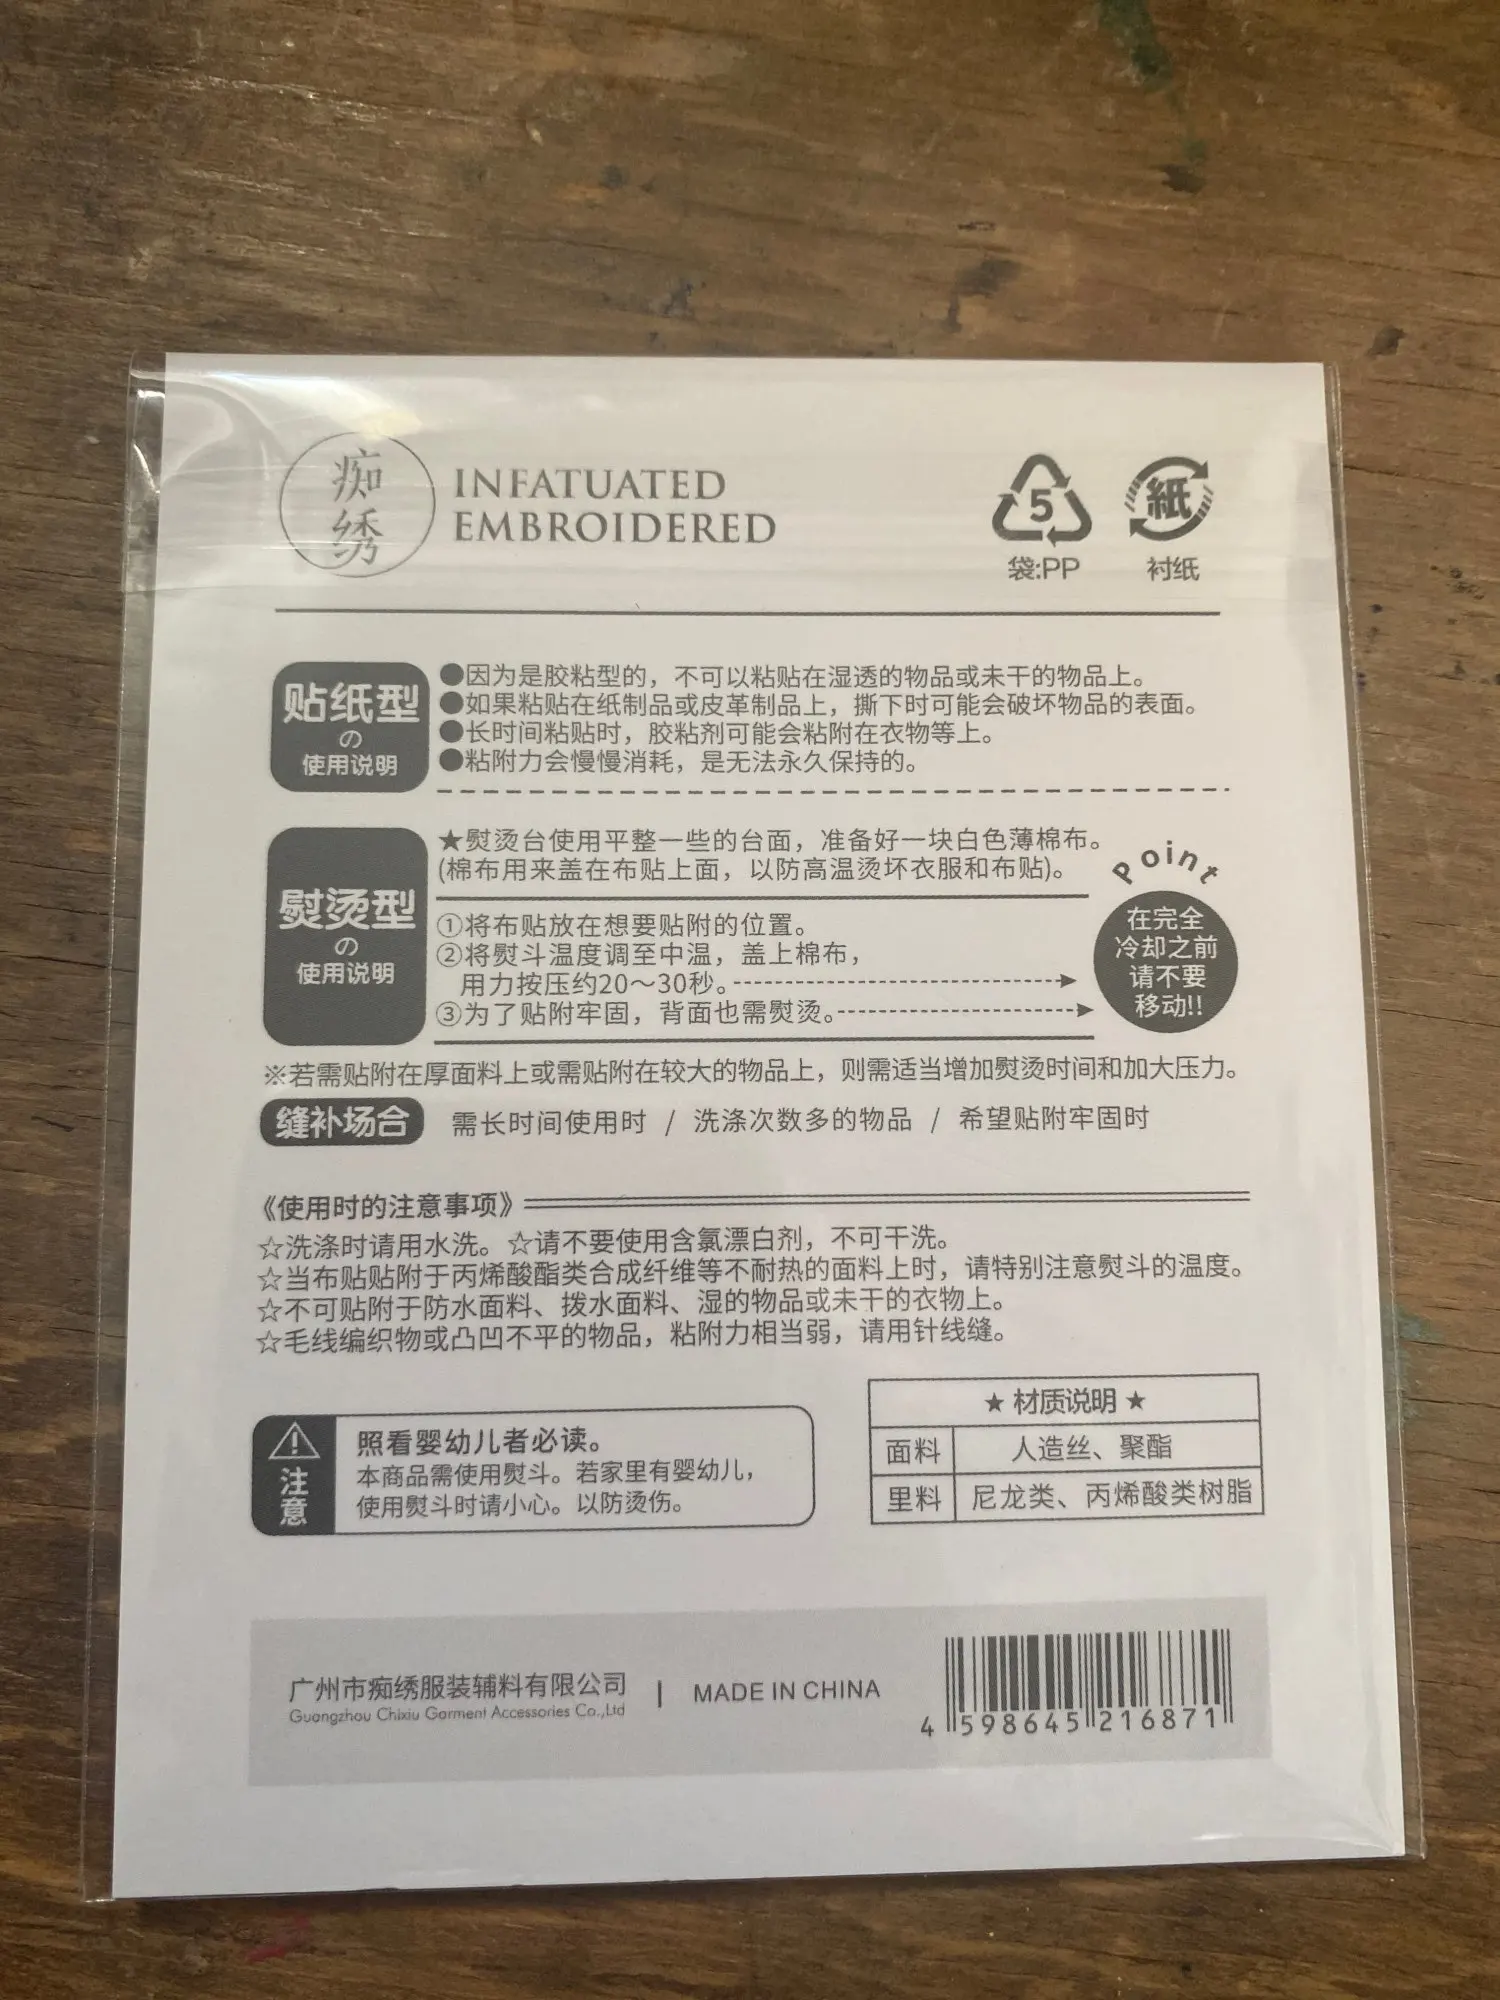 痴绣
INFATUATED
EMBROIDERED
5
袋:PP
紙
衬纸
贴纸型
の
使用说明
●因为是胶粘型的，不可以粘贴在湿透的物品或未干的物品上。
●如果粘贴在纸制品或皮革制品上，撕下时可能会破坏物品的表面。
●长时间粘贴时，胶粘剂可能会粘附在衣物等上。
●粘附力会慢慢消耗，是无法永久保持的。
熨烫型
の
使用说明
★熨烫台使用平整一些的台面，准备好一块白色薄棉布。
(棉布用来盖在布贴上面，以防高温烫坏衣服和布贴)。
①将布贴放在想要贴附的位置。
②将熨斗温度调至中温，盖上棉布，
用力按压约20～30秒。
③为了贴附牢固，背面也需熨烫。
Point
在完全
冷却之前
请不要
移动!!
※若需贴附在厚面料上或需贴附在较大的物品上，则需适当增加熨烫时间和加大压力。
缝补场合 需长时间使用时 / 洗涤次数多的物品 / 希望贴附牢固时
《使用时的注意事项》
☆洗涤时请用水洗。☆请不要使用含氯漂白剂，不可干洗。
☆当布贴贴附于丙烯酸酯类合成纤维等不耐热的面料上时，请特别注意熨斗的温度。
☆不可贴附于防水面料、拨水面料、湿的物品或未干的衣物上。
☆毛线编织物或凸凹不平的物品，粘附力相当弱，请用针线缝。
注意
照看婴幼儿者必读。
本商品需使用熨斗。若家里有婴幼儿，
使用熨斗时请小心。以防烫伤。
★ 材质说明 ★
面料 人造丝、聚酯
里料 尼龙类、丙烯酸类树脂
广州市痴绣服装辅料有限公司 | MADE IN CHINA
Guangzhou Chixiu Garment Accessories Co.,Ltd
4 598645 216871